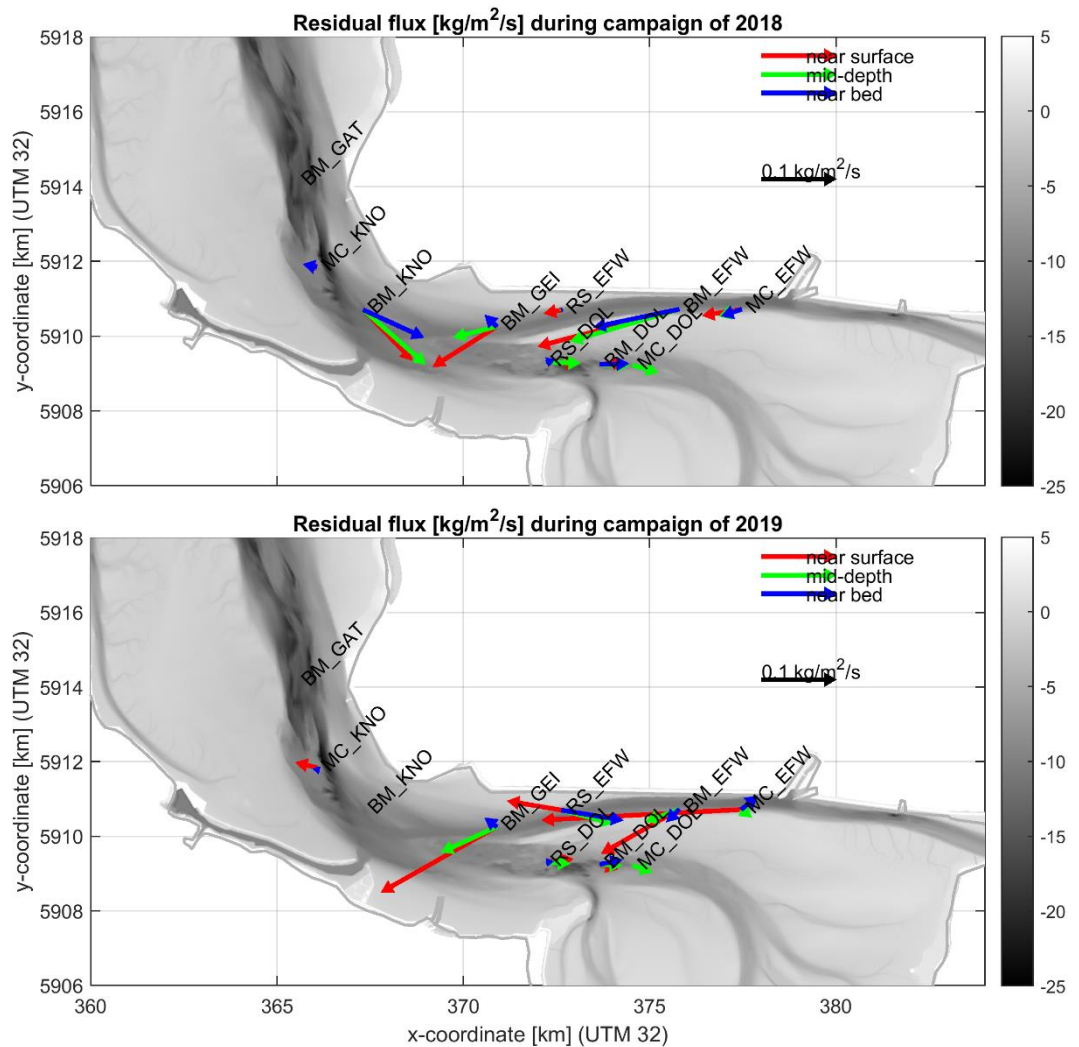 Residual flux [kg/m²/s] during campaign of 2018
5918
5916
5914
5912
5910
5908
5906
y-coordinate [km] (UTM 32)
near surface
mid-depth
near bed
0.1 kg/m²/s
BM_GAT
MC_KNO
BM_KNO
BM_GEI
RS_EFW
BM_EFW
MC_EFW
RS_DOL
BM_DOL
MC_DOL
5
0
-5
-10
-15
-20
-25
Residual flux [kg/m²/s] during campaign of 2019
5918
5916
5914
5912
5910
5908
5906
y-coordinate [km] (UTM 32)
near surface
mid-depth
near bed
0.1 kg/m²/s
BM_GAT
MC_KNO
BM_KNO
BM_GEI
RS_EFW
BM_EFW
MC_EFW
RS_DOL
BM_DOL
MC_DOL
5
0
-5
-10
-15
-20
-25
360
365
370
375
380
x-coordinate [km] (UTM 32)